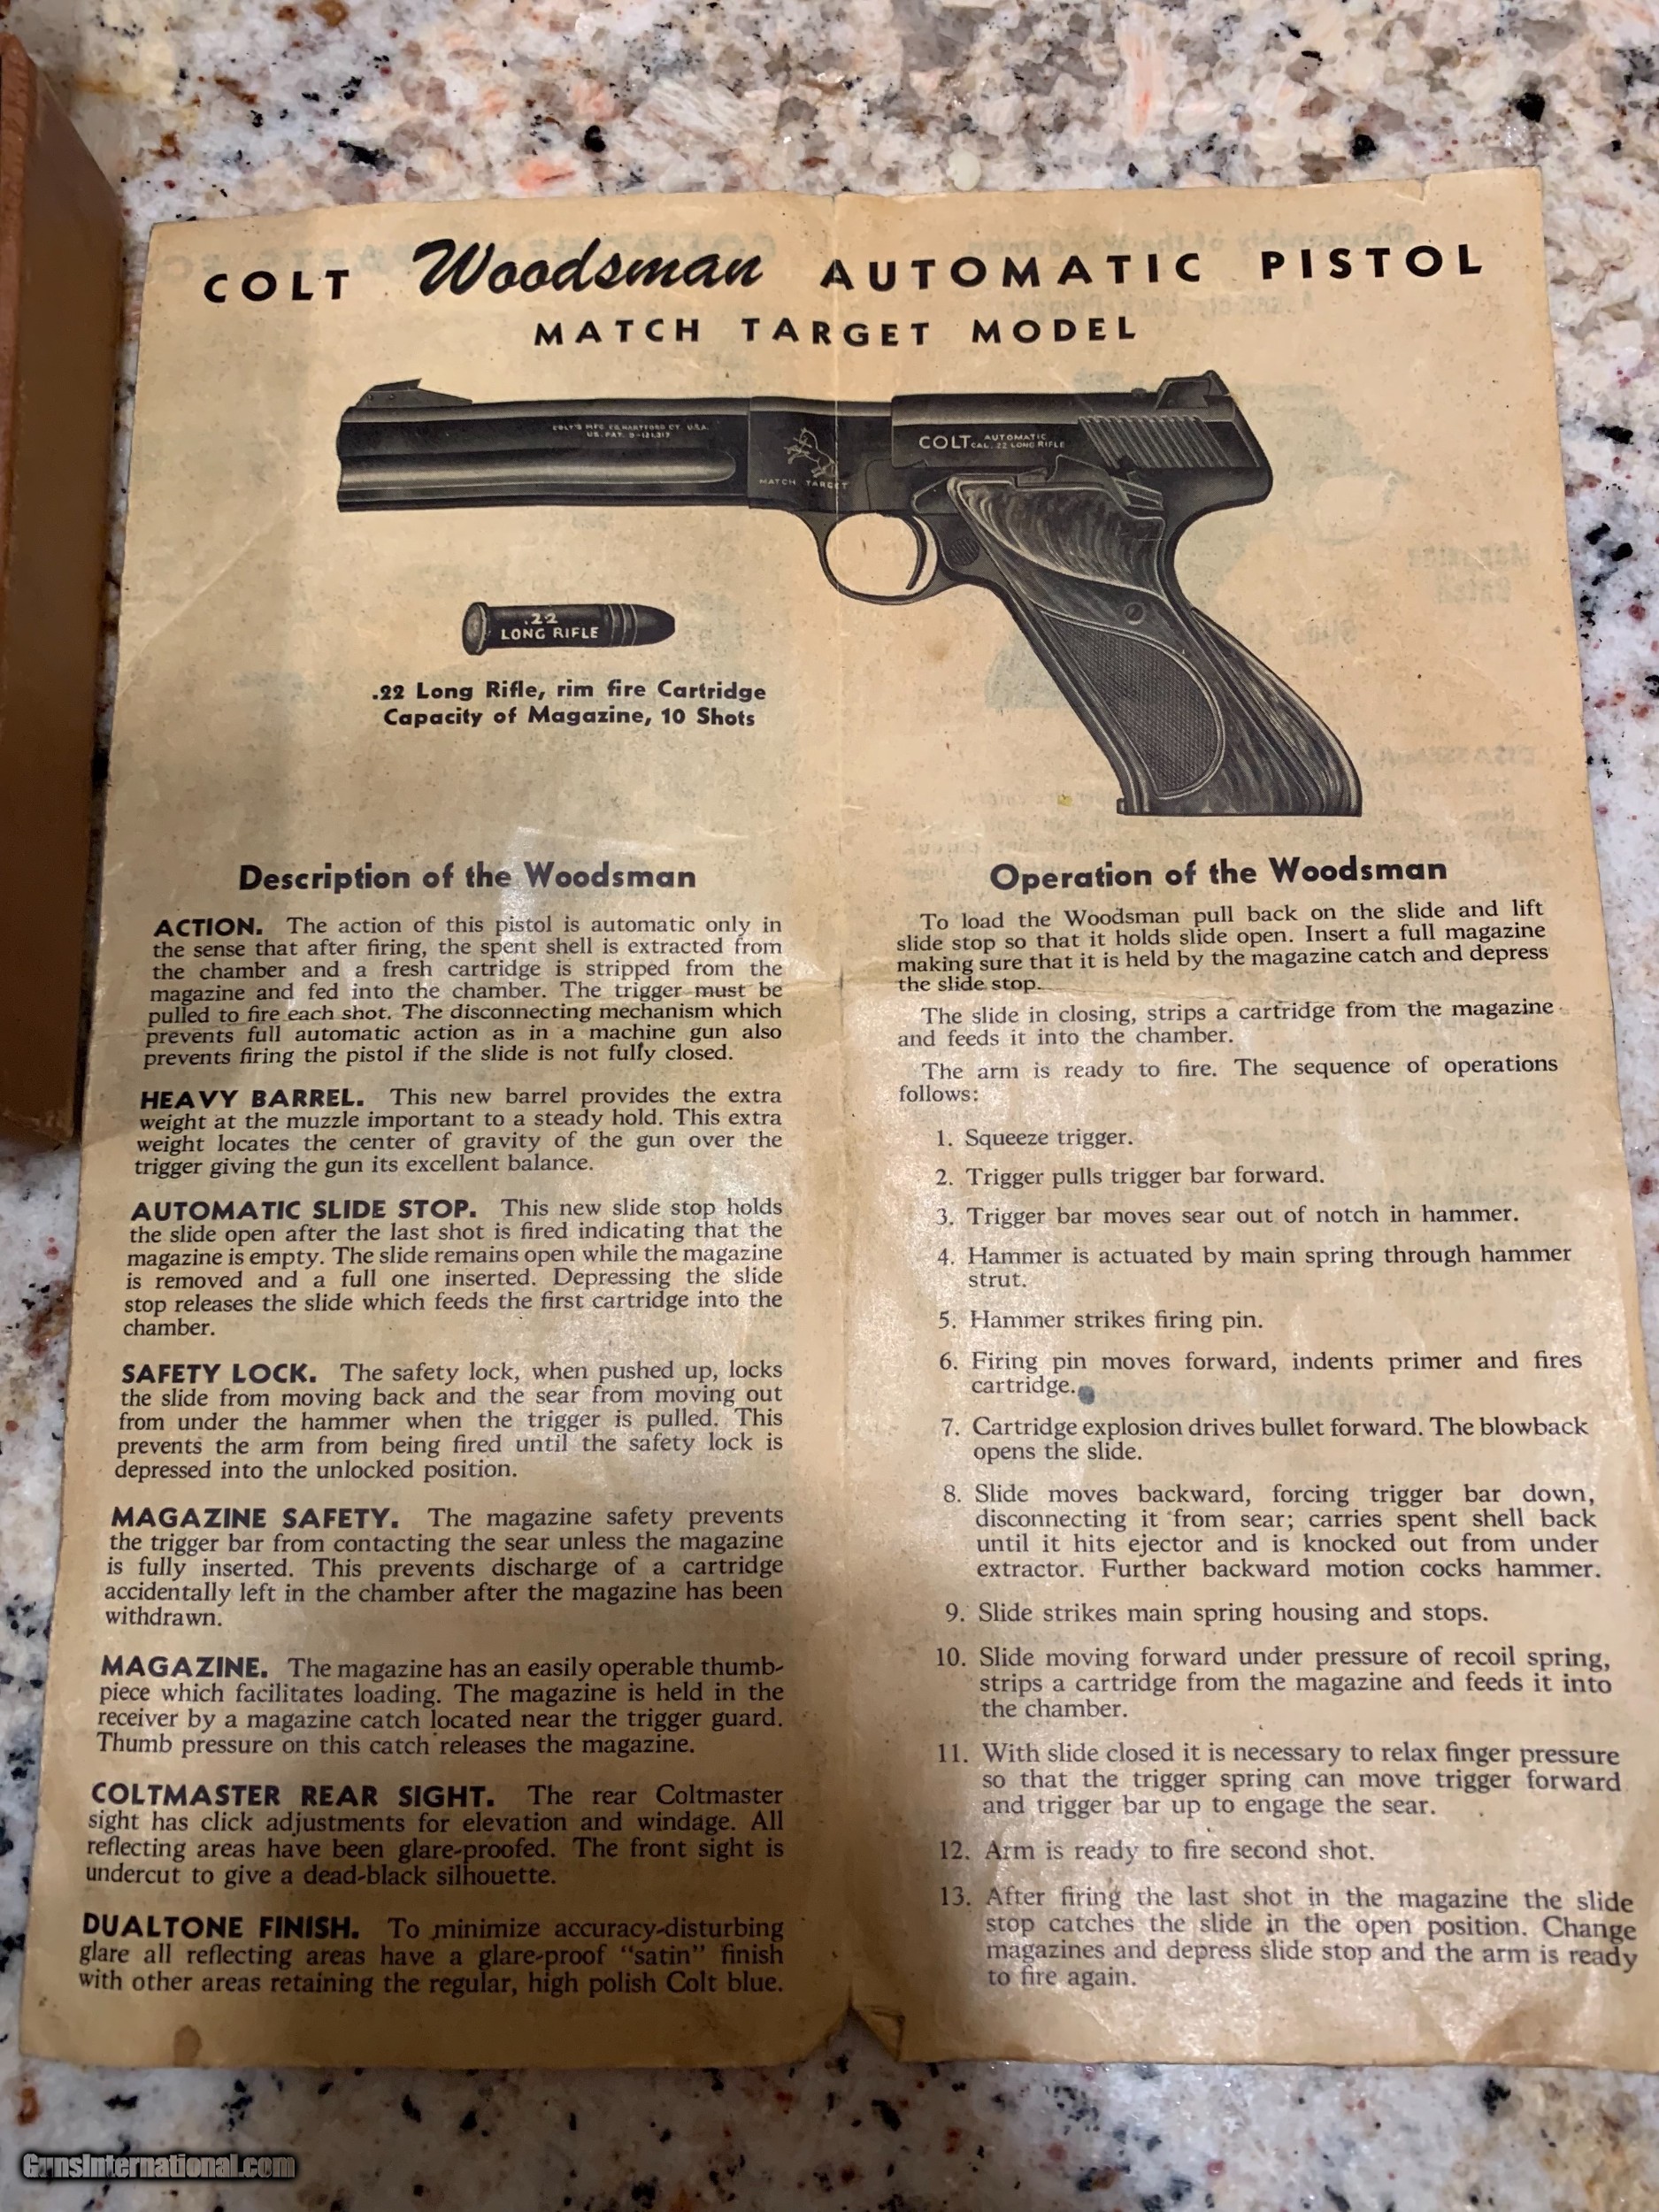 COLT Woodsman AUTOMATIC PISTOL
MATCH TARGET MODEL
COLT'S MFG. CO. HARTFORD CT. U.S.A.
US. PAT. D-121,317
MATCH TARGET
COLT AUTOMATIC
CAL. 22 LONG RIFLE
.22
LONG RIFLE
.22 Long Rifle, rim fire Cartridge
Capacity of Magazine, 10 Shots
Description of the Woodsman
ACTION. The action of this pistol is automatic only in
the sense that after firing, the spent shell is extracted from
the chamber and a fresh cartridge is stripped from the
magazine and fed into the chamber. The trigger must be
pulled to fire each shot. The disconnecting mechanism which
prevents full automatic action as in a machine gun also
prevents firing the pistol if the slide is not fully closed.
HEAVY BARREL. This new barrel provides the extra
weight at the muzzle important to a steady hold. This extra
weight locates the center of gravity of the gun over the
trigger giving the gun its excellent balance.
AUTOMATIC SLIDE STOP. This new slide stop holds
the slide open after the last shot is fired indicating that the
magazine is empty. The slide remains open while the magazine
is removed and a full one inserted. Depressing the slide
stop releases the slide which feeds the first cartridge into the
chamber.
SAFETY LOCK. The safety lock, when pushed up, locks
the slide from moving back and the sear from moving out
from under the hammer when the trigger is pulled. This
prevents the arm from being fired until the safety lock is
depressed into the unlocked position.
MAGAZINE SAFETY. The magazine safety prevents
the trigger bar from contacting the sear unless the magazine
is fully inserted. This prevents discharge of a cartridge
accidentally left in the chamber after the magazine has been
withdrawn.
MAGAZINE. The magazine has an easily operable thumb-
piece which facilitates loading. The magazine is held in the
receiver by a magazine catch located near the trigger guard.
Thumb pressure on this catch releases the magazine.
COLTMASTER REAR SIGHT. The rear Coltmaster
sight has click adjustments for elevation and windage. All
reflecting areas have been glare-proofed. The front sight is
undercut to give a dead-black silhouette.
DUALTONE FINISH. To minimize accuracy-disturbing
glare all reflecting areas have a glare-proof "satin" finish
with other areas retaining the regular, high polish Colt blue.
Operation of the Woodsman
To load the Woodsman pull back on the slide and lift
slide stop so that it holds slide open. Insert a full magazine
making sure that it is held by the magazine catch and depress
the slide stop.
The slide in closing, strips a cartridge from the magazine
and feeds it into the chamber.
The arm is ready to fire. The sequence of operations
follows:
1. Squeeze trigger.
2. Trigger pulls trigger bar forward.
3. Trigger bar moves sear out of notch in hammer.
4. Hammer is actuated by main spring through hammer
strut.
5. Hammer strikes firing pin.
6. Firing pin moves forward, indents primer and fires
cartridge.
7. Cartridge explosion drives bullet forward. The blowback
opens the slide.
8. Slide moves backward, forcing trigger bar down,
disconnecting it from sear; carries spent shell back
until it hits ejector and is knocked out from under
extractor. Further backward motion cocks hammer.
9. Slide strikes main spring housing and stops.
10. Slide moving forward under pressure of recoil spring,
strips a cartridge from the magazine and feeds it into
the chamber.
11. With slide closed it is necessary to relax finger pressure
so that the trigger spring can move trigger forward
and trigger bar up to engage the sear.
12. Arm is ready to fire second shot.
13. After firing the last shot in the magazine the slide
stop catches the slide in the open position. Change
magazines and depress slide stop and the arm is ready
to fire again.
GunsInternational.com